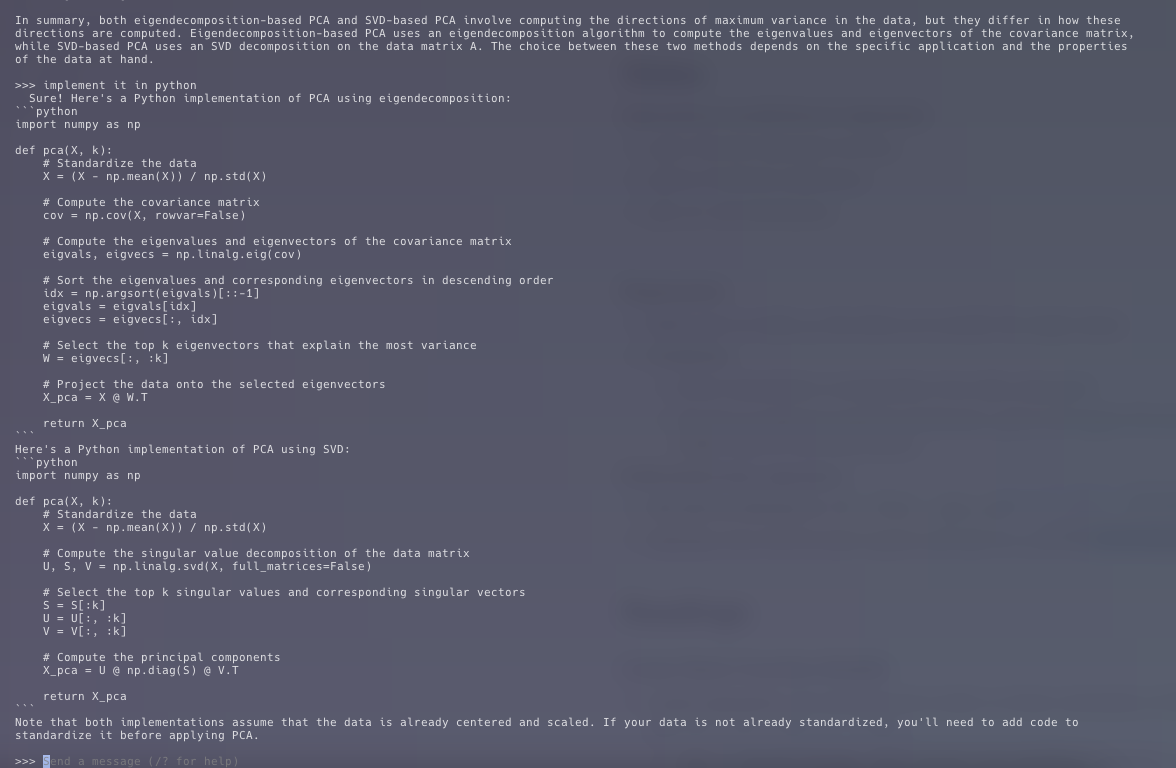 In summary, both eigendecomposition-based PCA and SVD-based PCA involve computing the directions of maximum variance in the data, but they differ in how these
directions are computed. Eigendecomposition-based PCA uses an eigendecomposition algorithm to compute the eigenvalues and eigenvectors of the covariance matrix,
while SVD-based PCA uses an SVD decomposition on the data matrix A. The choice between these two methods depends on the specific application and the properties
of the data at hand.

>>> implement it in python
  Sure! Here's a Python implementation of PCA using eigendecomposition:
```python
import numpy as np

def pca(X, k):
    # Standardize the data
    X = (X - np.mean(X)) / np.std(X)

    # Compute the covariance matrix
    cov = np.cov(X, rowvar=False)

    # Compute the eigenvalues and eigenvectors of the covariance matrix
    eigvals, eigvecs = np.linalg.eig(cov)

    # Sort the eigenvalues and corresponding eigenvectors in descending order
    idx = np.argsort(eigvals)[::-1]
    eigvals = eigvals[idx]
    eigvecs = eigvecs[:, idx]

    # Select the top k eigenvectors that explain the most variance
    W = eigvecs[:, :k]

    # Project the data onto the selected eigenvectors
    X_pca = X @ W.T

    return X_pca
```
Here's a Python implementation of PCA using SVD:
```python
import numpy as np

def pca(X, k):
    # Standardize the data
    X = (X - np.mean(X)) / np.std(X)

    # Compute the singular value decomposition of the data matrix
    U, S, V = np.linalg.svd(X, full_matrices=False)

    # Select the top k singular values and corresponding singular vectors
    S = S[:k]
    U = U[:, :k]
    V = V[:, :k]

    # Compute the principal components
    X_pca = U @ np.diag(S) @ V.T

    return X_pca
```
Note that both implementations assume that the data is already centered and scaled. If your data is not already standardized, you'll need to add code to
standardize it before applying PCA.

>>> Send a message (/? for help)